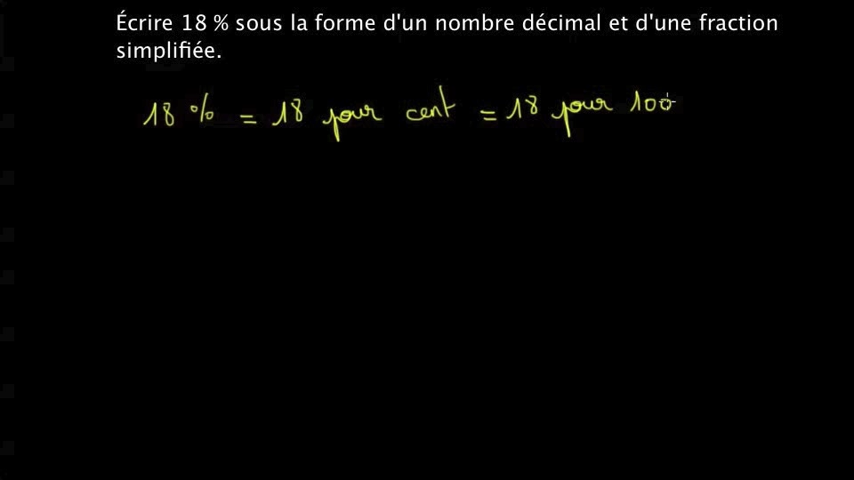 Écrire 18 % sous la forme d'un nombre décimal et d'une fraction
simplifiée.
18 % = 18 pour cent = 18 pour 100